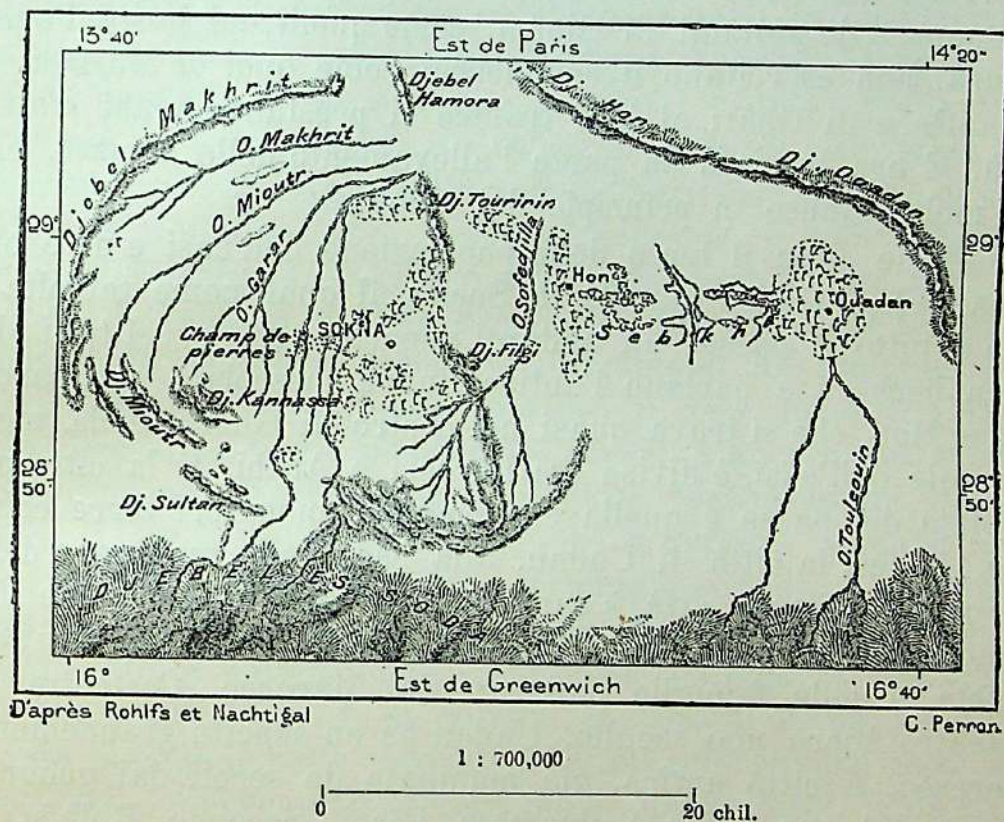 13°40' Est de Paris 14° 20'
Djebel Makhrit
Djebel
Hamora
Dj. Hon
Dj. Ouadan
O. Makhrit
O. Mioutr
O. Garar
Dj. Touririn
29°
29°
O. Sofedjilla
Hon
Ouadan
Sebkha
SOKNA
Champ de
pierres
Dj. Filgi
Dj. Mioutr
Dj. Kannassa
28°
50'
28°
50'
Dj. Sultan
O. Touleouin
DJEBEL ES SODA
16° Est de Greenwich 16°40'
D'après Rohlfs et Nachtigal C. Perron
1 : 700,000
0 20 chil.